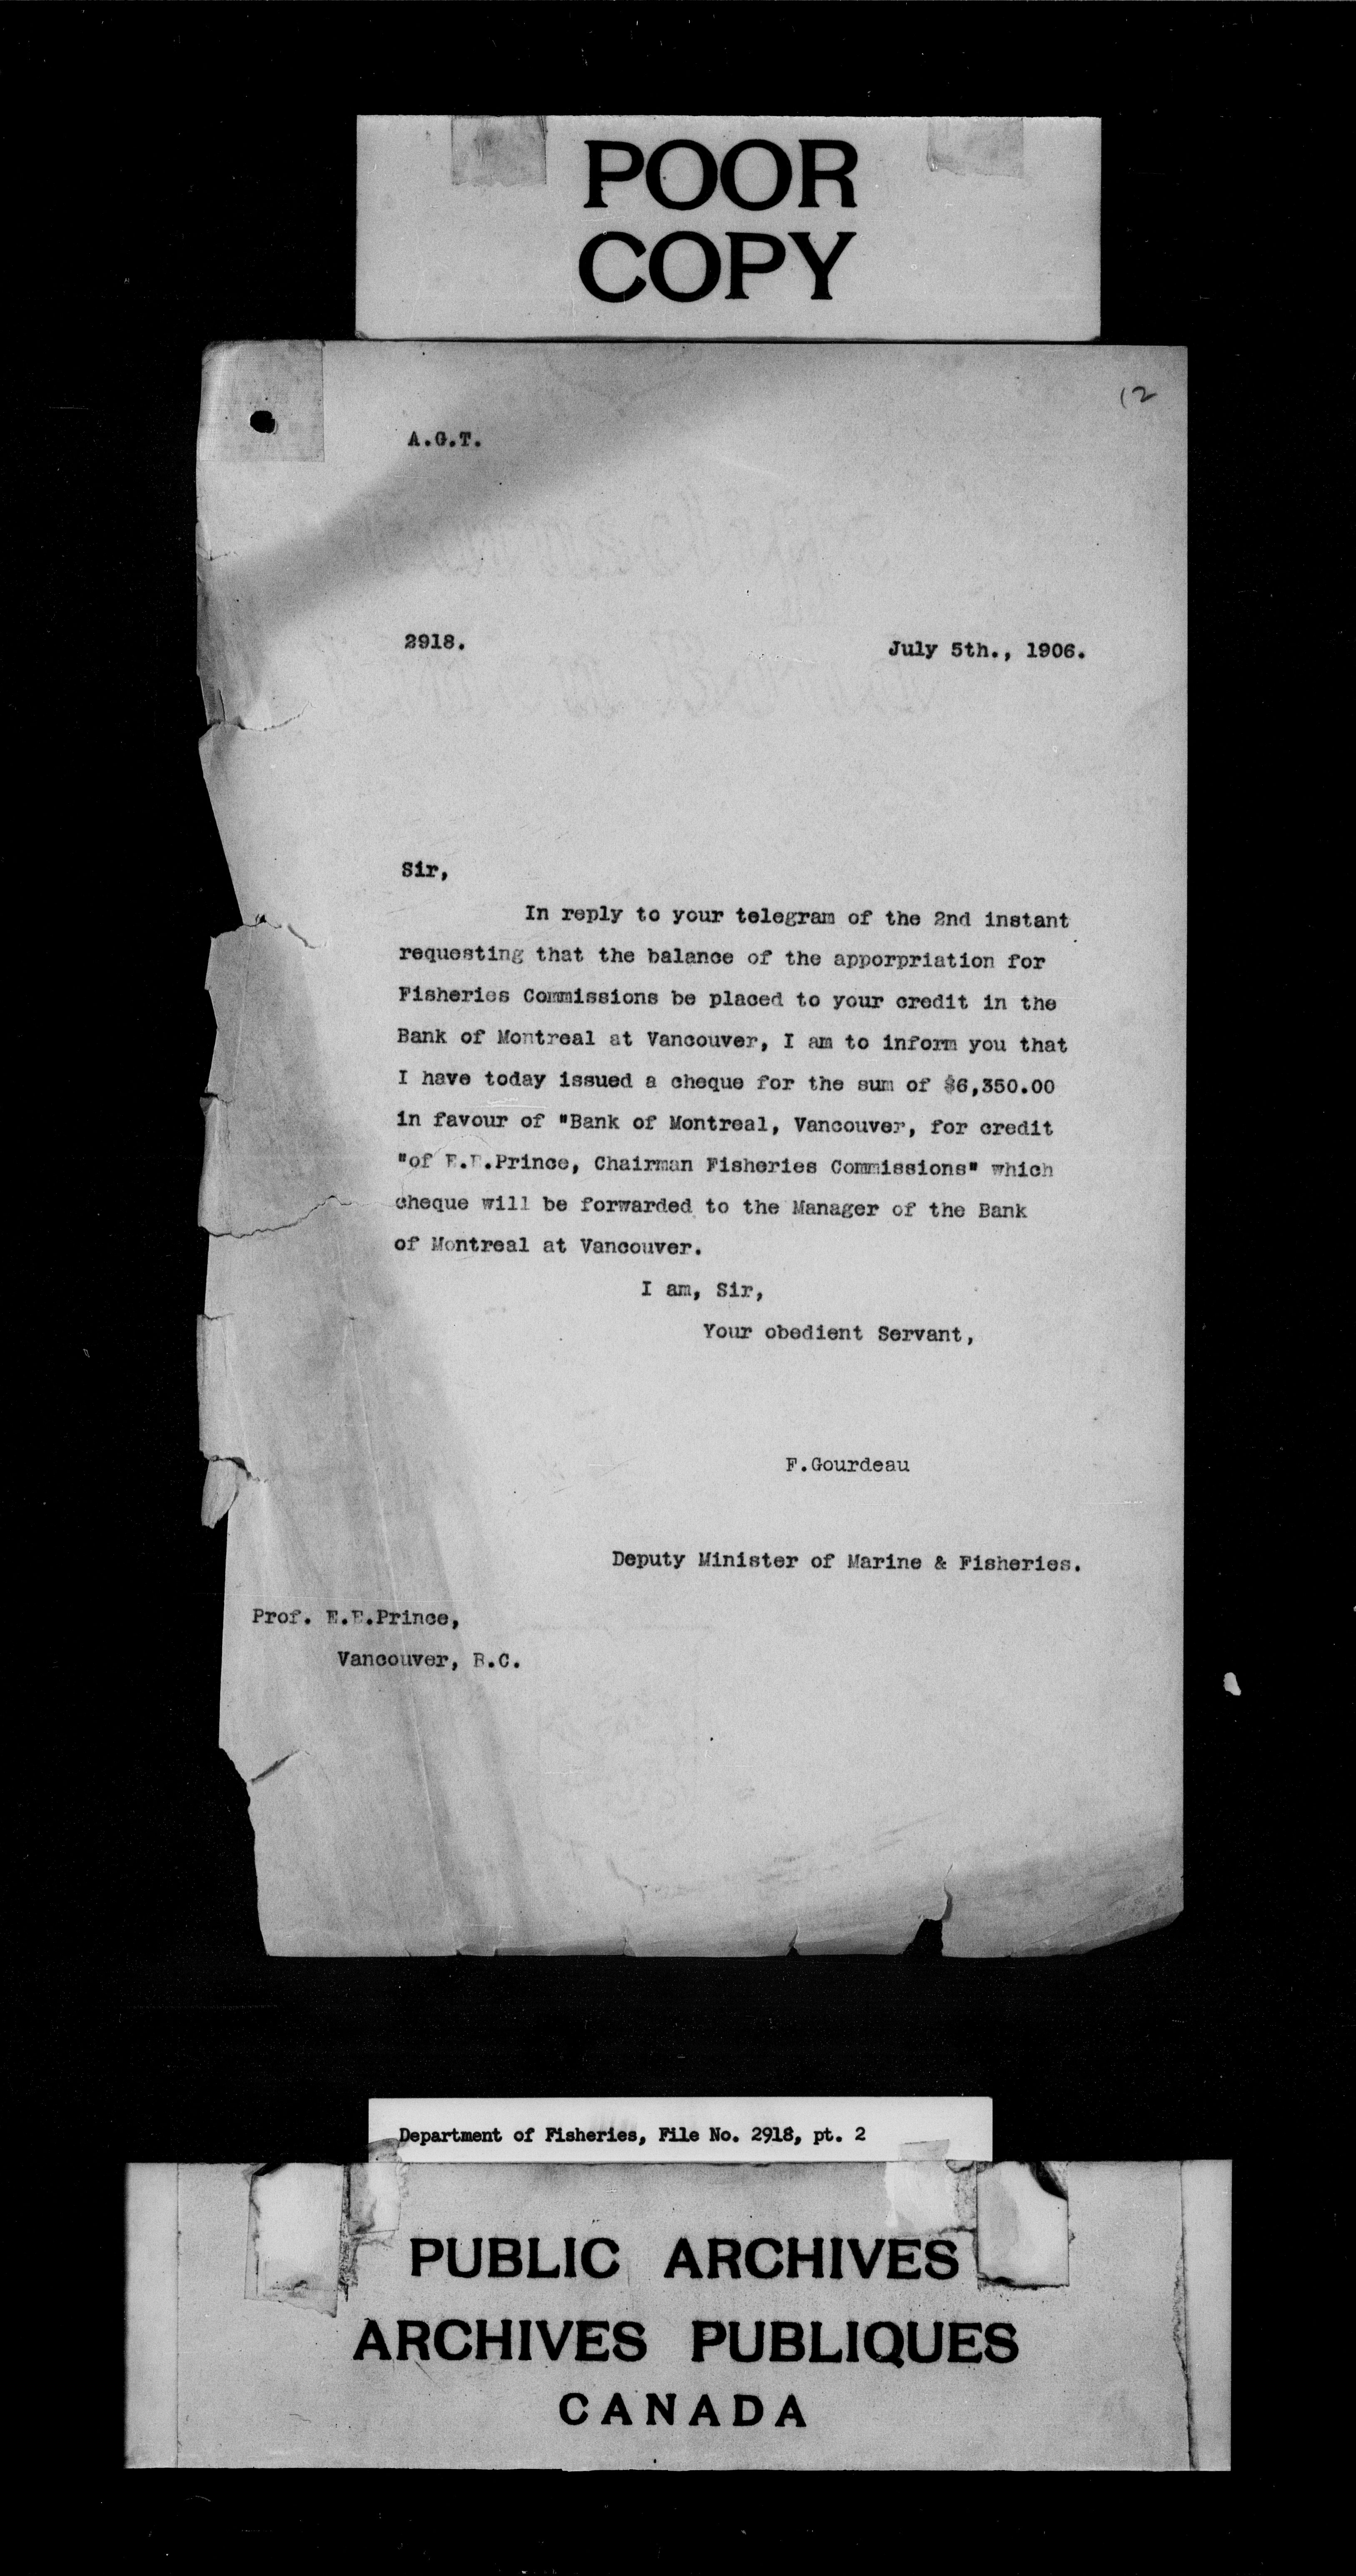 POOR
COPY
12
A.G.T.
2918.
July 5th., 1906.
Sir,
In reply to your telegram of the 2nd instant
requesting that the balance of the apporpriation for
Fisheries Commissions be placed to your credit in the
Bank of Montreal at Vancouver, I am to inform you that
I have today issued a cheque for the sum of $6,350.00
in favour of "Bank of Montreal, Vancouver, for credit
"of E.E.Prince, Chairman Fisheries Commissions" which
cheque will be forwarded to the Manager of the Bank
of Montreal at Vancouver.
I am, Sir,
Your obedient Servant,
F.Gourdeau
Deputy Minister of Marine & Fisheries.
Prof. E.E.Prince,
Vancouver, B.C.
Department of Fisheries, File No. 2918, pt. 2
PUBLIC ARCHIVES
ARCHIVES PUBLIQUES
CANADA